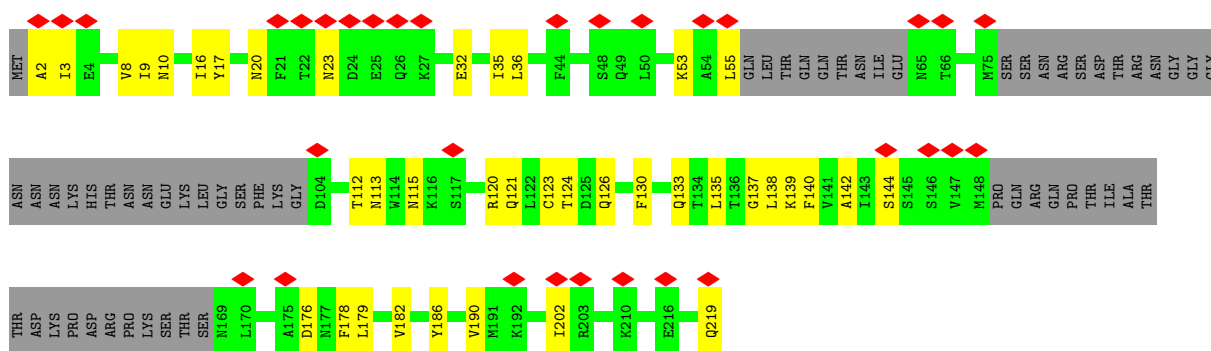 MET A2 I3 E4 V8 I9 N10 I16 Y17 N20 F21 T22 N23 D24 E25 Q26 K27 E32 I35 L36 F44 S48 Q49 L50 K53 A54 L55 GLN LEU THR GLN GLN THR ASN ILE GLU N65 T66 M75 SER SER ASN ARG SER ASP THR ARG ASN GLY GLY GLY
ASN ASN ASN LYS HIS THR ASN ASN GLU LYS LEU GLY SER PHE LYS GLY D104 T112 N113 W114 N115 K116 S117 R120 Q121 L122 C123 T124 D125 Q126 F130 Q133 T134 L135 T136 G137 L138 K139 F140 V141 A142 I143 S144 S145 S146 V147 M148 PRO GLN ARG GLN PRO THR ILE ALA THR
THR ASP LYS PRO ASP ARG PRO LYS SER THR SER N169 L170 A175 D176 N177 F178 L179 V182 Y186 V190 M191 K192 I202 R203 K210 E216 Q219